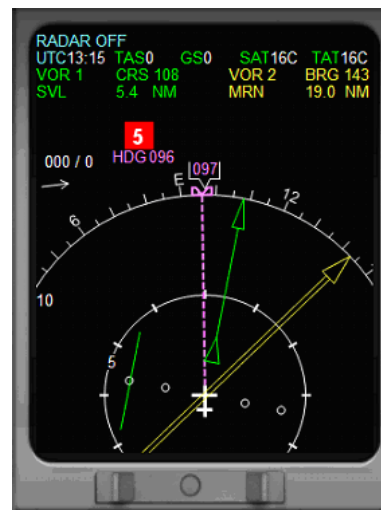 RADAR OFF
UTC13:15 TAS0 GS0 SAT16C TAT16C
VOR 1 CRS 108 VOR 2 BRG 143
SVL 5.4 NM MRN 19.0 NM
5
000 / 0 HDG 096 097
E 12
6
10
5